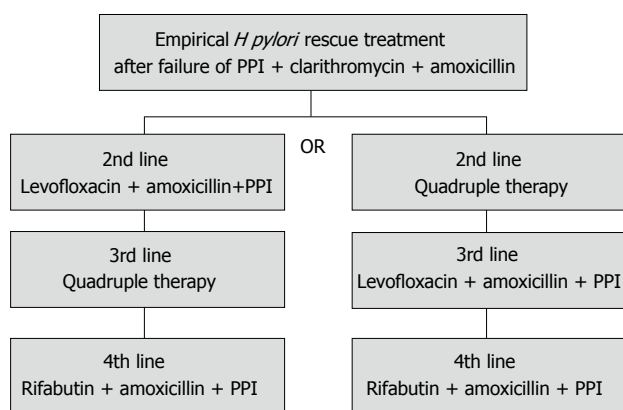 Empirical H pylori rescue treatment
after failure of PPI + clarithromycin + amoxicillin
OR
2nd line
Levofloxacin + amoxicillin+PPI
3rd line
Quadruple therapy
4th line
Rifabutin + amoxicillin + PPI
2nd line
Quadruple therapy
3rd line
Levofloxacin + amoxicillin + PPI
4th line
Rifabutin + amoxicillin + PPI